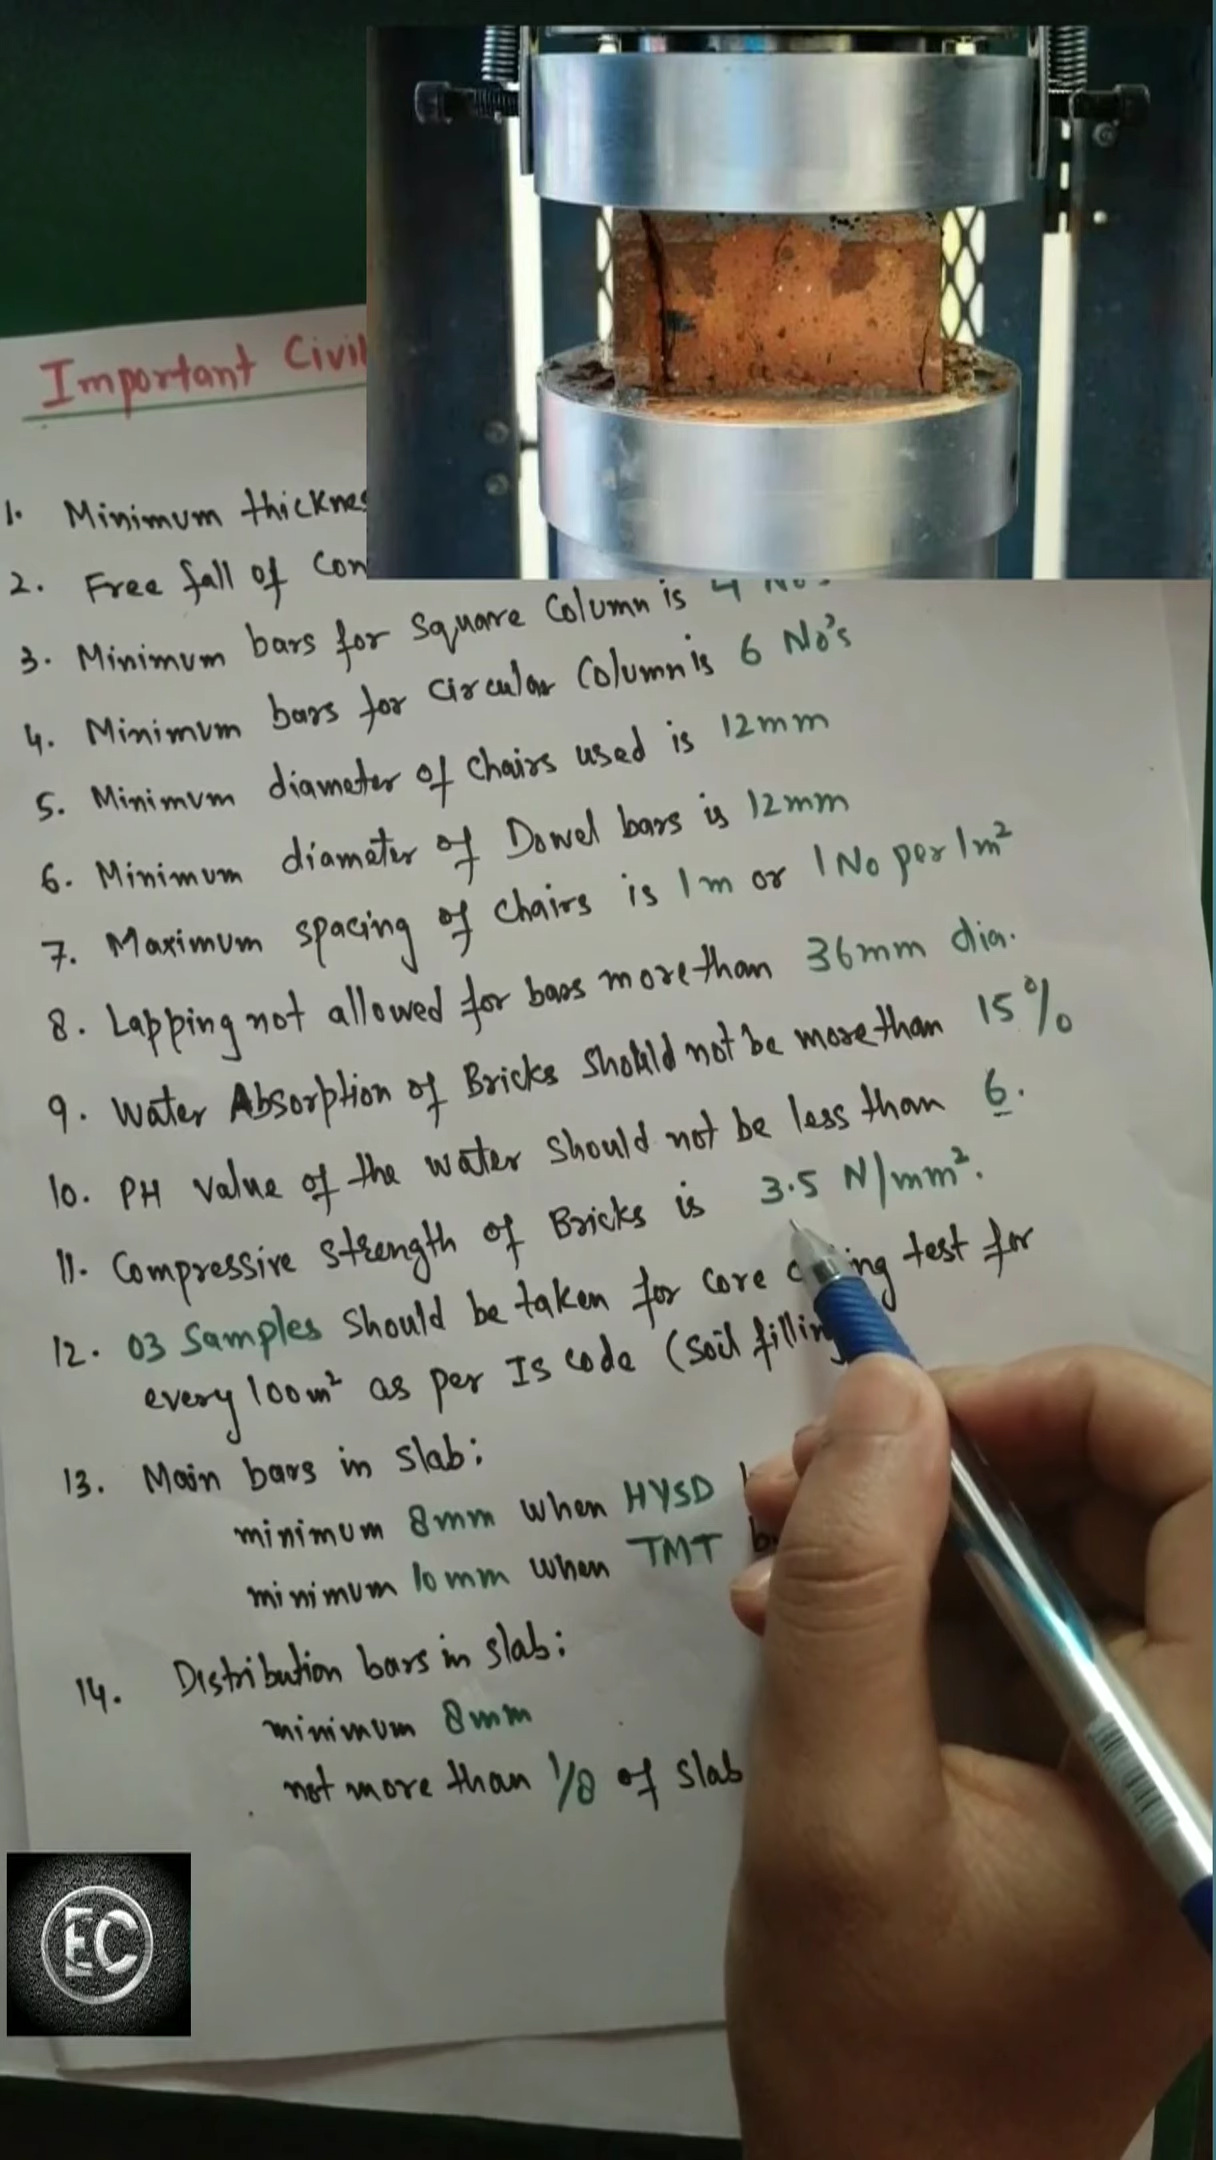 Important Civil
1. Minimum
2. Free fall of
3. Minimum bars for Square Column is 4 No's
4. Minimum bars for Circular Column is 6 No's
5. Minimum diameter of Chairs used is 12mm
6. Minimum diameter of Dowel bars is 12mm
7. Maximum spacing of chairs is 1m or 1 No per 1m²
8. Lapping not allowed for bars more than 36mm dia.
9. Water Absorption of Bricks should not be more than 15%
10. PH value of the water should not be less than 6.
11. Compressive strength of Bricks is 3.5 N/mm².
12. 03 Samples should be taken for core test for
every 100m² as per Is code (soil
13. Main bars in slab:
minimum 8mm when HYSD
minimum 10mm when TMT
14. Distribution bars in slab:
minimum 8mm
not more than 1/8 of slab
EC